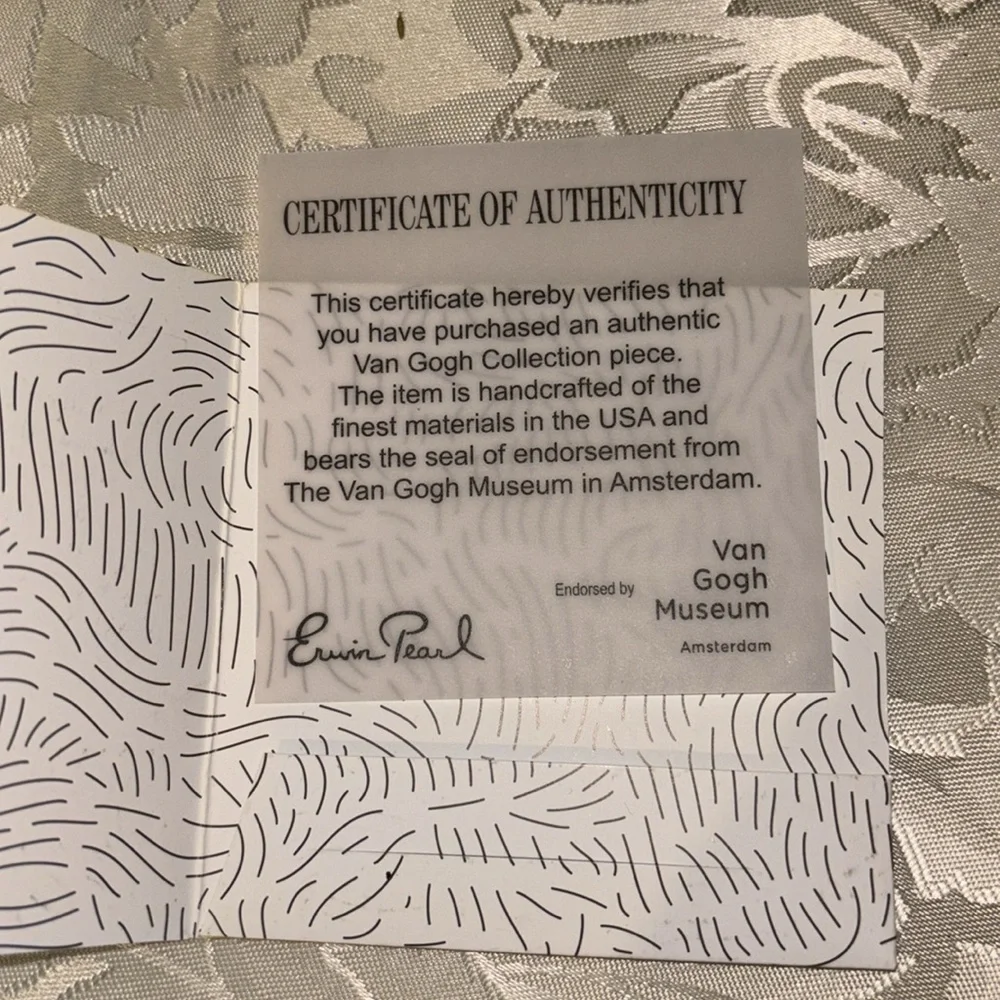 CERTIFICATE OF AUTHENTICITY
This certificate hereby verifies that
you have purchased an authentic
Van Gogh Collection piece.
The item is handcrafted of the
finest materials in the USA and
bears the seal of endorsement from
The Van Gogh Museum in Amsterdam.
Endorsed by
Van
Gogh
Museum
Amsterdam
Erwin Pearl